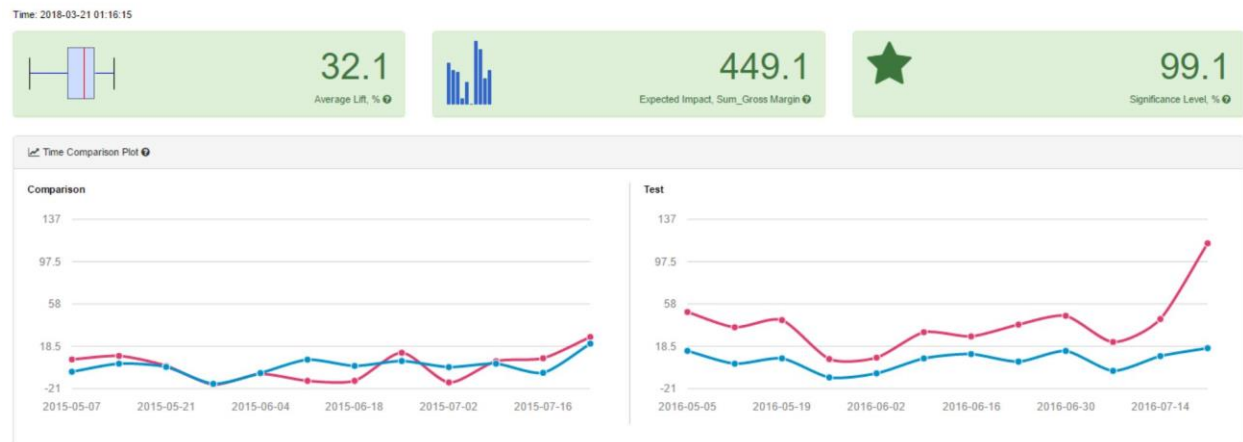 Time: 2018-03-21 01:16:15
32.1
Average Lift, %
449.1
Expected Impact, Sum_Gross Margin
99.1
Significance Level, %
Time Comparison Plot
Comparison
137
97.5
58
18.5
-21
2015-05-07 2015-05-21 2015-06-04 2015-06-18 2015-07-02 2015-07-16
Test
137
97.5
58
18.5
-21
2016-05-05 2016-05-19 2016-06-02 2016-06-16 2016-06-30 2016-07-14